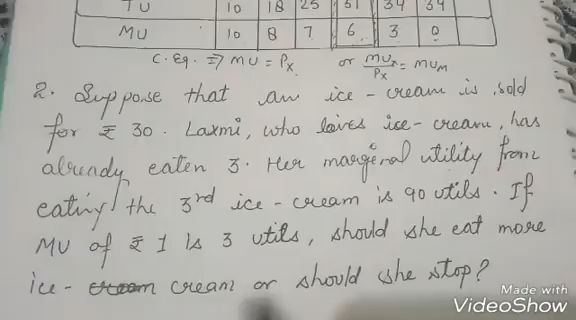 TU 10 18 25 31 34 34
MU 10 8 7 6 3 0
C. Eq. ⇒ MU = Px or MUx/Px = MUM
2. Suppose that an ice-cream is sold
for ₹ 30. Laxmi, who loves ice-cream, has
already eaten 3. Her marginal utility from
eating the 3rd ice-cream is 90 utils. If
MU of ₹ 1 is 3 utils, should she eat more
ice-cream cream or should she stop?
Made with
VideoShow